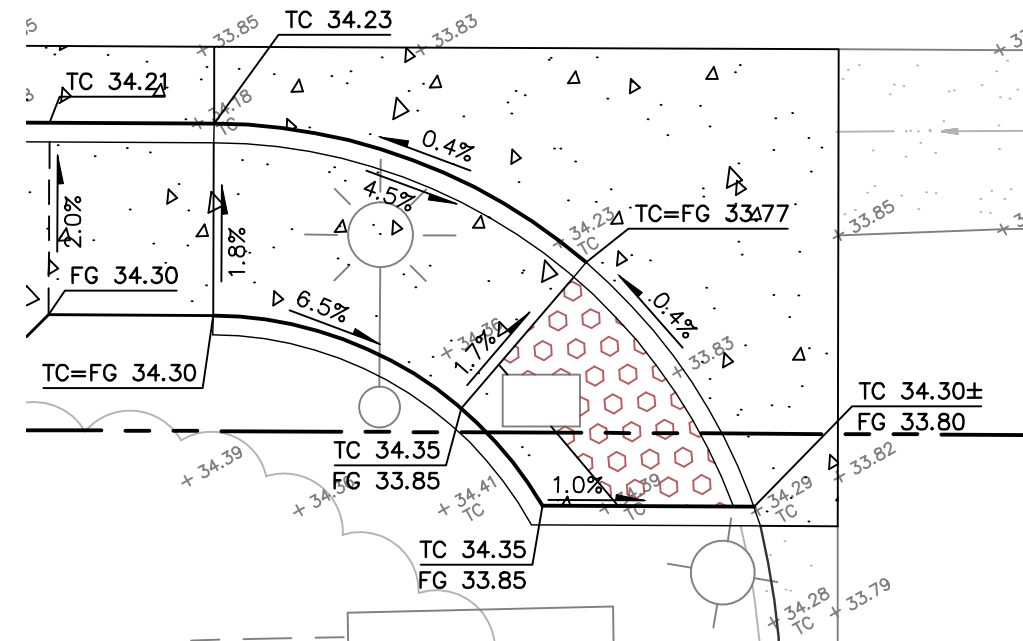 TC 34.23
33.85
33.83
TC 34.21
34.18
TC
0.4%
4.5%
34.23
TC
TC=FG 33.77
33.85
2.0%
1.8%
FG 34.30
6.5%
0.4%
34.36
1.7%
33.83
TC=FG 34.30
TC 34.30±
FG 33.80
TC 34.35
FG 33.85
34.39
34.41
TC
1.0%
34.39
TC
34.29
TC
33.82
TC 34.35
FG 33.85
34.28
TC
33.79